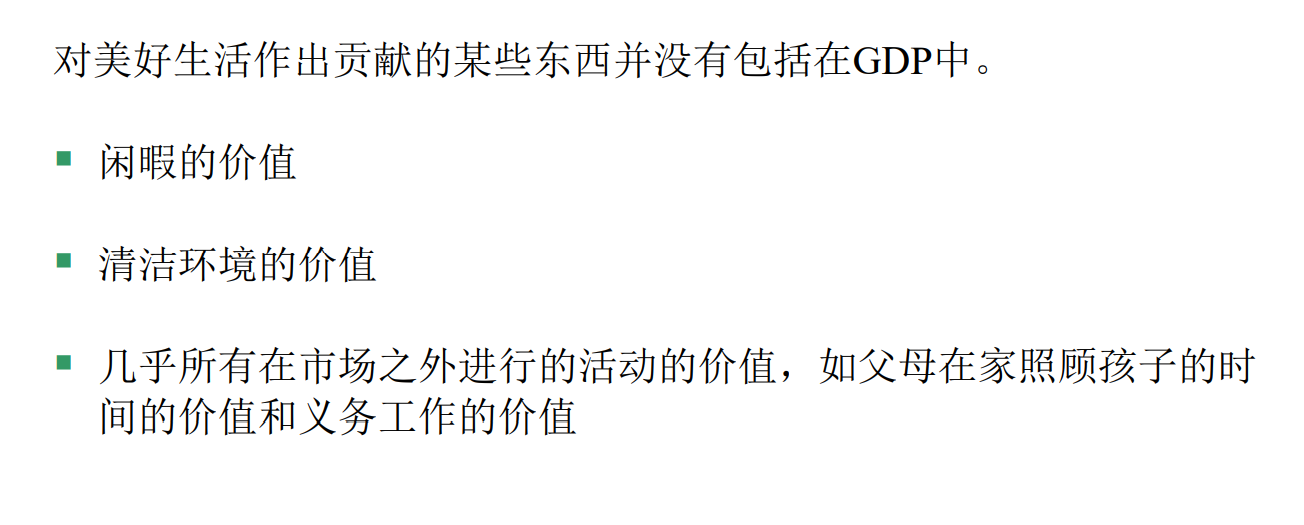 对美好生活作出贡献的某些东西并没有包括在GDP中。
▪ 闲暇的价值
▪ 清洁环境的价值
▪ 几乎所有在市场之外进行的活动的价值，如父母在家照顾孩子的时
间的价值和义务工作的价值